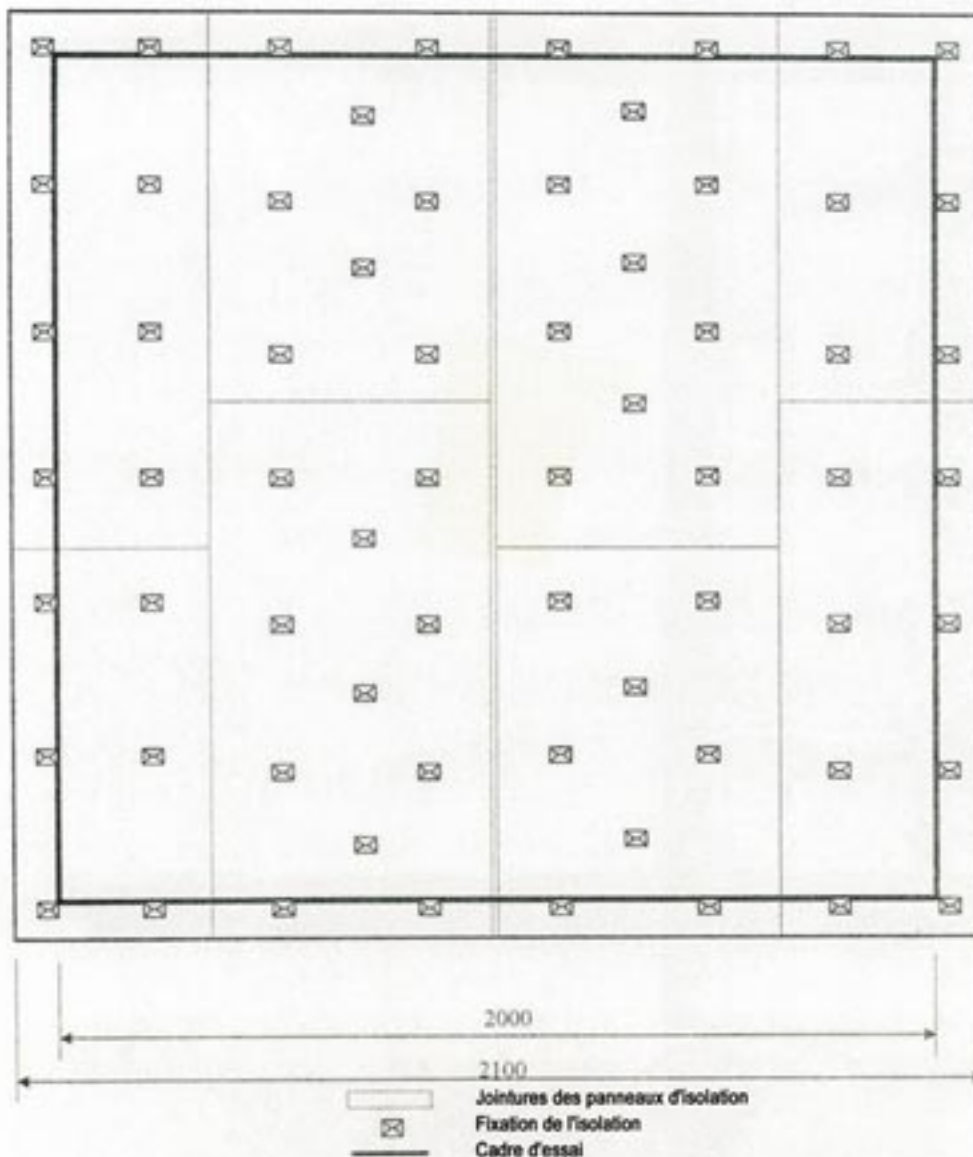 2000
2100
Jointures des panneaux d'isolation
Fixation de l'isolation
Cadre d'essai